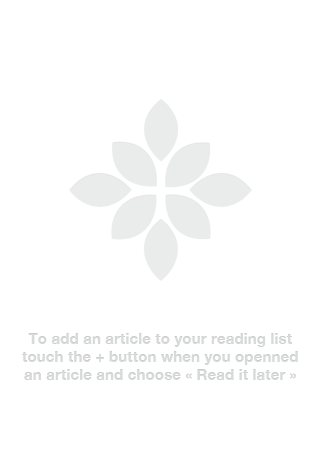 To add an article to your reading list
touch the + button when you openned
an article and choose « Read it later »